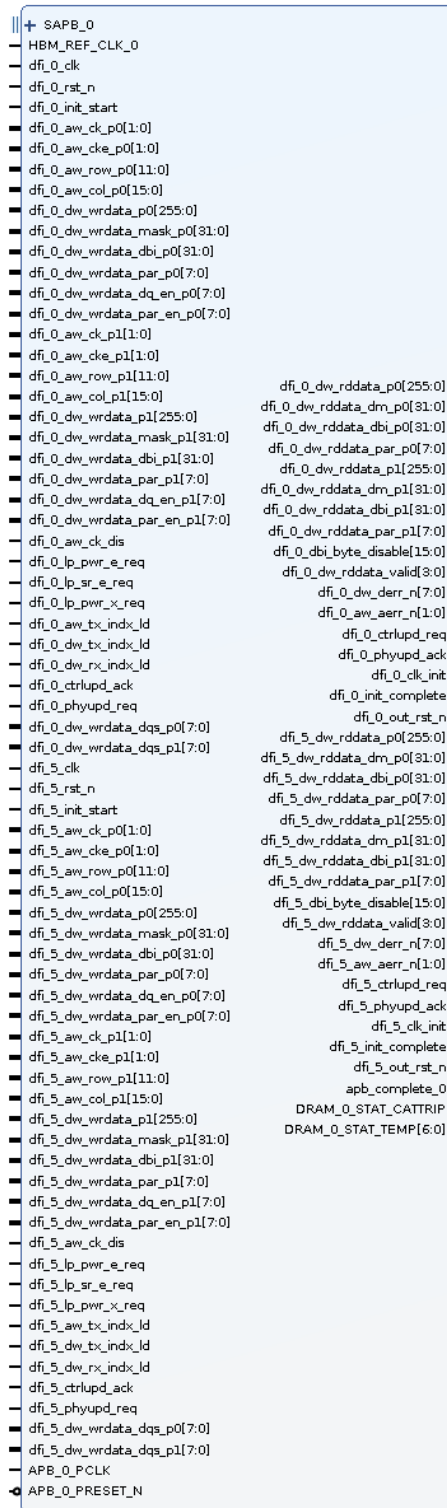 SAPB_0
HBM_REF_CLK_0
dfi_0_clk
dfi_0_rst_n
dfi_0_init_start
dfi_0_aw_ck_p0[1:0]
dfi_0_aw_cke_p0[1:0]
dfi_0_aw_row_p0[11:0]
dfi_0_aw_col_p0[15:0]
dfi_0_dw_wrdata_p0[255:0]
dfi_0_dw_wrdata_mask_p0[31:0]
dfi_0_dw_wrdata_dbi_p0[31:0]
dfi_0_dw_wrdata_par_p0[7:0]
dfi_0_dw_wrdata_dq_en_p0[7:0]
dfi_0_dw_wrdata_par_en_p0[7:0]
dfi_0_aw_ck_p1[1:0]
dfi_0_aw_cke_p1[1:0]
dfi_0_aw_row_p1[11:0]
dfi_0_aw_col_p1[15:0]
dfi_0_dw_wrdata_p1[255:0]
dfi_0_dw_wrdata_mask_p1[31:0]
dfi_0_dw_wrdata_dbi_p1[31:0]
dfi_0_dw_wrdata_par_p1[7:0]
dfi_0_dw_wrdata_dq_en_p1[7:0]
dfi_0_dw_wrdata_par_en_p1[7:0]
dfi_0_aw_ck_dis
dfi_0_lp_pwr_e_req
dfi_0_lp_sr_e_req
dfi_0_lp_pwr_x_req
dfi_0_aw_tx_indx_ld
dfi_0_dw_tx_indx_ld
dfi_0_dw_rx_indx_ld
dfi_0_ctrlupd_ack
dfi_0_phyupd_req
dfi_0_dw_wrdata_dqs_p0[7:0]
dfi_0_dw_wrdata_dqs_p1[7:0]
dfi_5_clk
dfi_5_rst_n
dfi_5_init_start
dfi_5_aw_ck_p0[1:0]
dfi_5_aw_cke_p0[1:0]
dfi_5_aw_row_p0[11:0]
dfi_5_aw_col_p0[15:0]
dfi_5_dw_wrdata_p0[255:0]
dfi_5_dw_wrdata_mask_p0[31:0]
dfi_5_dw_wrdata_dbi_p0[31:0]
dfi_5_dw_wrdata_par_p0[7:0]
dfi_5_dw_wrdata_dq_en_p0[7:0]
dfi_5_dw_wrdata_par_en_p0[7:0]
dfi_5_aw_ck_p1[1:0]
dfi_5_aw_cke_p1[1:0]
dfi_5_aw_row_p1[11:0]
dfi_5_aw_col_p1[15:0]
dfi_5_dw_wrdata_p1[255:0]
dfi_5_dw_wrdata_mask_p1[31:0]
dfi_5_dw_wrdata_dbi_p1[31:0]
dfi_5_dw_wrdata_par_p1[7:0]
dfi_5_dw_wrdata_dq_en_p1[7:0]
dfi_5_dw_wrdata_par_en_p1[7:0]
dfi_5_aw_ck_dis
dfi_5_lp_pwr_e_req
dfi_5_lp_sr_e_req
dfi_5_lp_pwr_x_req
dfi_5_aw_tx_indx_ld
dfi_5_dw_tx_indx_ld
dfi_5_dw_rx_indx_ld
dfi_5_ctrlupd_ack
dfi_5_phyupd_req
dfi_5_dw_wrdata_dqs_p0[7:0]
dfi_5_dw_wrdata_dqs_p1[7:0]
APB_0_PCLK
APB_0_PRESET_N
dfi_0_dw_rddata_p0[255:0]
dfi_0_dw_rddata_dm_p0[31:0]
dfi_0_dw_rddata_dbi_p0[31:0]
dfi_0_dw_rddata_par_p0[7:0]
dfi_0_dw_rddata_p1[255:0]
dfi_0_dw_rddata_dm_p1[31:0]
dfi_0_dw_rddata_dbi_p1[31:0]
dfi_0_dw_rddata_par_p1[7:0]
dfi_0_dbi_byte_disable[15:0]
dfi_0_dw_rddata_valid[3:0]
dfi_0_dw_derr_n[7:0]
dfi_0_aw_aerr_n[1:0]
dfi_0_ctrlupd_req
dfi_0_phyupd_ack
dfi_0_clk_init
dfi_0_init_complete
dfi_0_out_rst_n
dfi_5_dw_rddata_p0[255:0]
dfi_5_dw_rddata_dm_p0[31:0]
dfi_5_dw_rddata_dbi_p0[31:0]
dfi_5_dw_rddata_par_p0[7:0]
dfi_5_dw_rddata_p1[255:0]
dfi_5_dw_rddata_dm_p1[31:0]
dfi_5_dw_rddata_dbi_p1[31:0]
dfi_5_dw_rddata_par_p1[7:0]
dfi_5_dbi_byte_disable[15:0]
dfi_5_dw_rddata_valid[3:0]
dfi_5_dw_derr_n[7:0]
dfi_5_aw_aerr_n[1:0]
dfi_5_ctrlupd_req
dfi_5_phyupd_ack
dfi_5_clk_init
dfi_5_init_complete
dfi_5_out_rst_n
apb_complete_0
DRAM_0_STAT_CATTRIP
DRAM_0_STAT_TEMP[6:0]